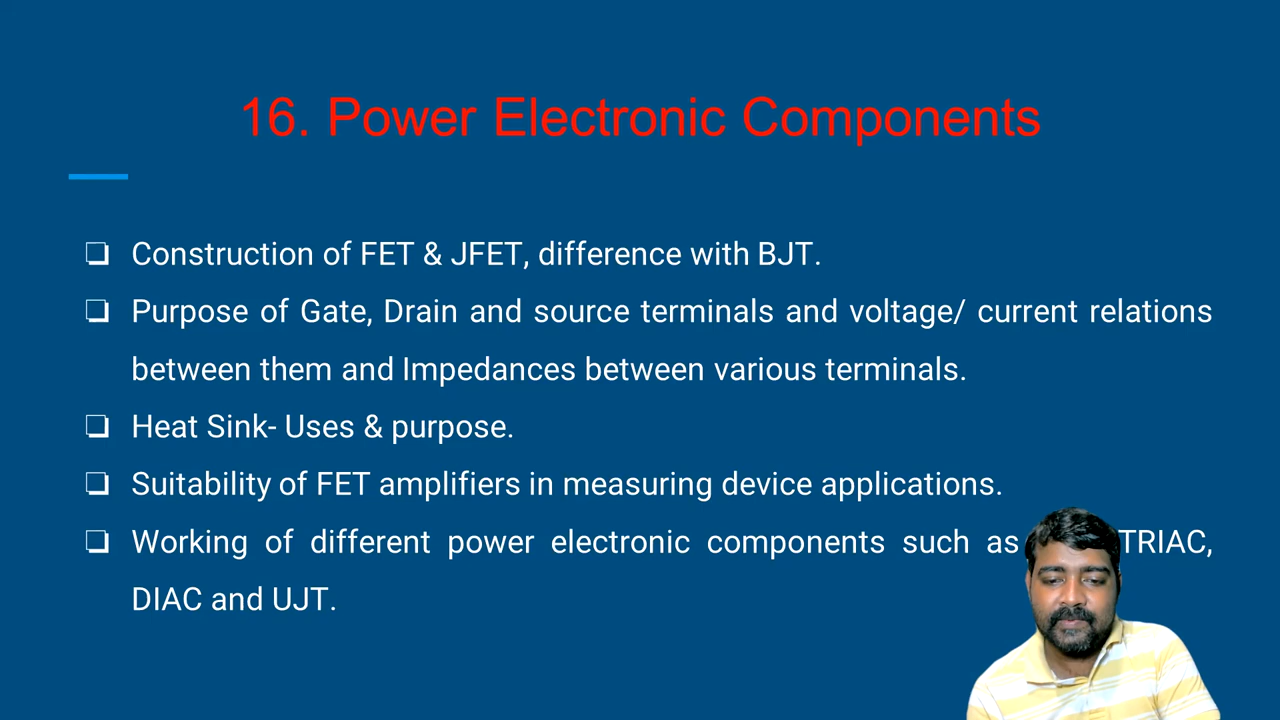 16. Power Electronic Components
❏ Construction of FET & JFET, difference with BJT.
❏ Purpose of Gate, Drain and source terminals and voltage/ current relations
between them and Impedances between various terminals.
❏ Heat Sink- Uses & purpose.
❏ Suitability of FET amplifiers in measuring device applications.
❏ Working of different power electronic components such as TRIAC,
DIAC and UJT.